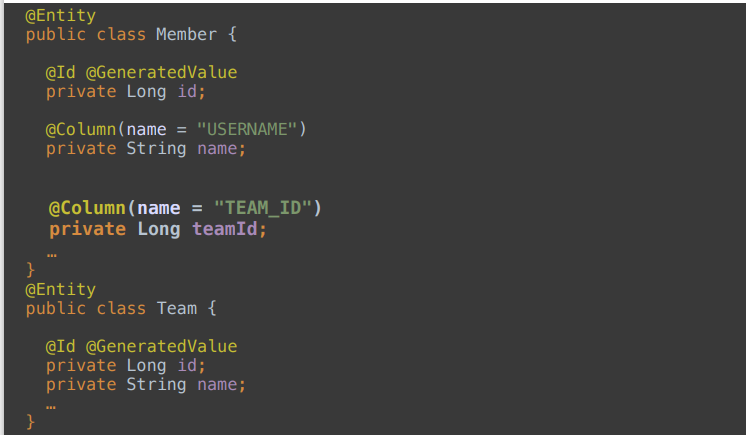 @Entity
public class Member {
@Id @GeneratedValue
private Long id;
@Column(name = "USERNAME")
private String name;
@Column(name = "TEAM_ID")
private Long teamId;
…
}
@Entity
public class Team {
@Id @GeneratedValue
private Long id;
private String name;
…
}